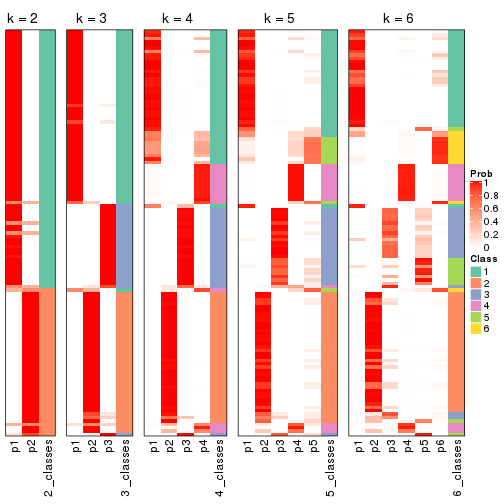 k = 2
k = 3
k = 4
k = 5
k = 6
p1
p2
2_classes
p1
p2
p3
3_classes
p1
p2
p3
p4
4_classes
p1
p2
p3
p4
p5
5_classes
p1
p2
p3
p4
p5
p6
6_classes
Prob
1
0.8
0.6
0.4
0.2
0
Class
1
2
3
4
5
6